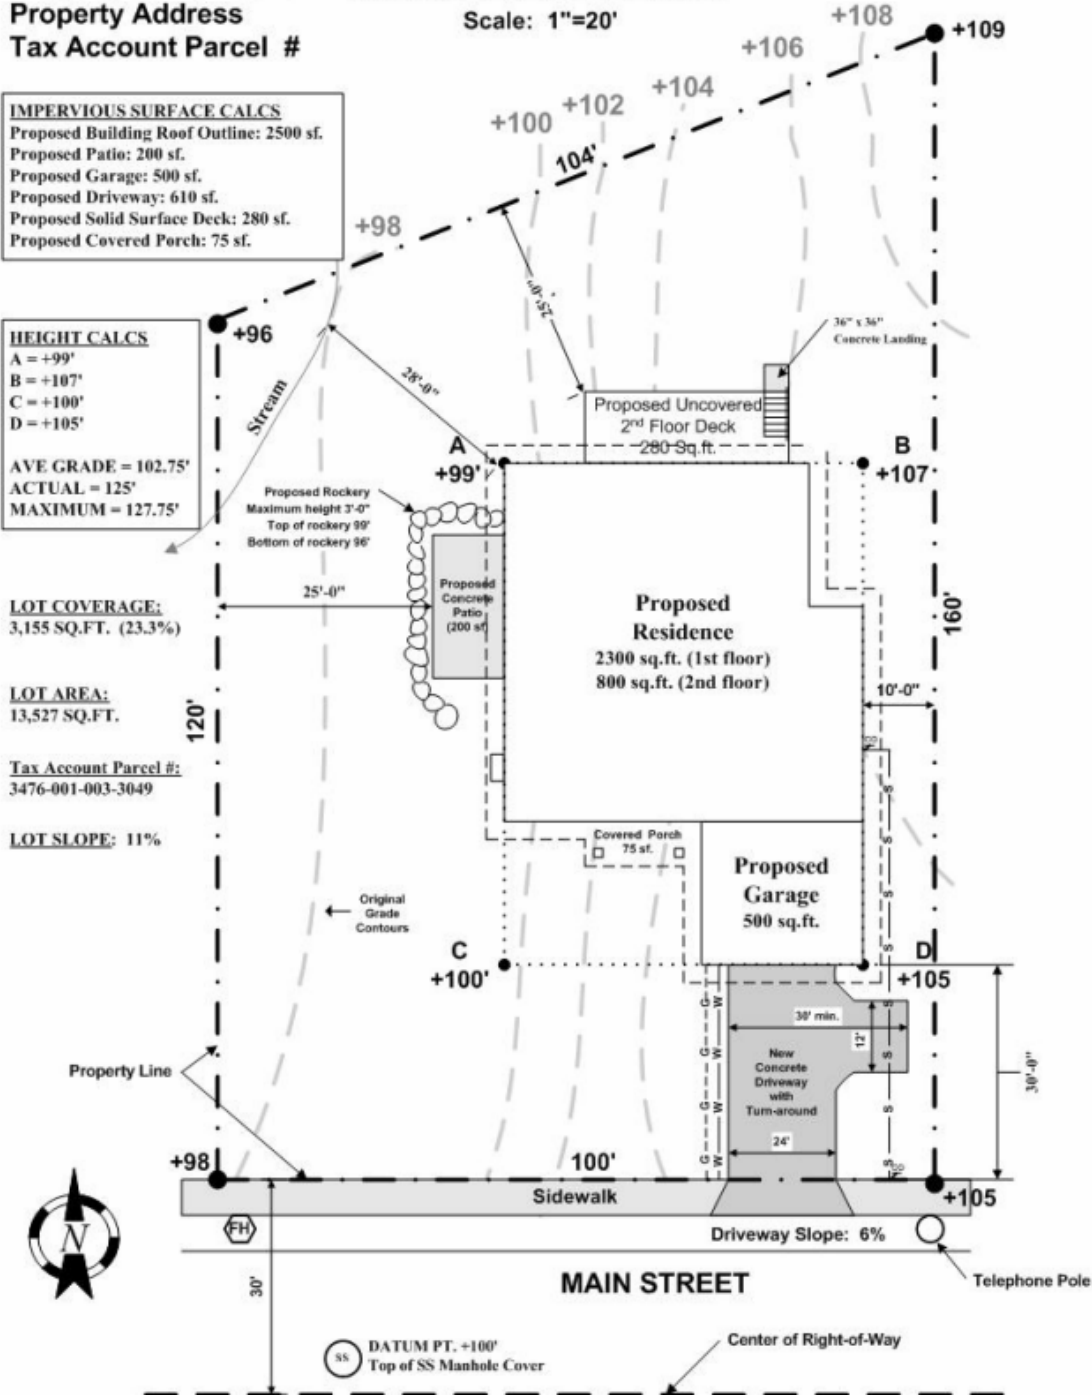 Property Address
Tax Account Parcel #
Scale: 1"=20'
+108
+109
+106
+104
+102
+100
104'
+98
+96
IMPERVIOUS SURFACE CALCS
Proposed Building Roof Outline: 2500 sf.
Proposed Patio: 200 sf.
Proposed Garage: 500 sf.
Proposed Driveway: 610 sf.
Proposed Solid Surface Deck: 280 sf.
Proposed Covered Porch: 75 sf.
HEIGHT CALCS
A = +99'
B = +107'
C = +100'
D = +105'
AVE GRADE = 102.75'
ACTUAL = 125'
MAXIMUM = 127.75'
LOT COVERAGE:
3,155 SQ.FT. (23.3%)
LOT AREA:
13,527 SQ.FT.
Tax Account Parcel #:
3476-001-003-3049
LOT SLOPE: 11%
Stream
28'-0"
25'-0"
36" x 36"
Concrete Landing
Proposed Uncovered
2nd Floor Deck
280 Sq.ft.
A
+99'
B
+107
Proposed Rockery
Maximum height 3'-0"
Top of rockery 99'
Bottom of rockery 96'
25'-0"
Proposed
Concrete
Patio
(200 sf)
Proposed
Residence
2300 sq.ft. (1st floor)
800 sq.ft. (2nd floor)
160'
10'-0"
120'
Covered Porch
75 sf.
Proposed
Garage
500 sq.ft.
Original
Grade
Contours
C
+100'
D
+105
S
S
S
S
S
S
S
S
G W
G W
G W
G W
30' min.
12'
New
Concrete
Driveway
with
Turn-around
24'
30'-0"
Property Line
+98
100'
+105
Sidewalk
N
FH
Driveway Slope: 6%
MAIN STREET
Telephone Pole
30'
SS
DATUM PT. +100'
Top of SS Manhole Cover
Center of Right-of-Way